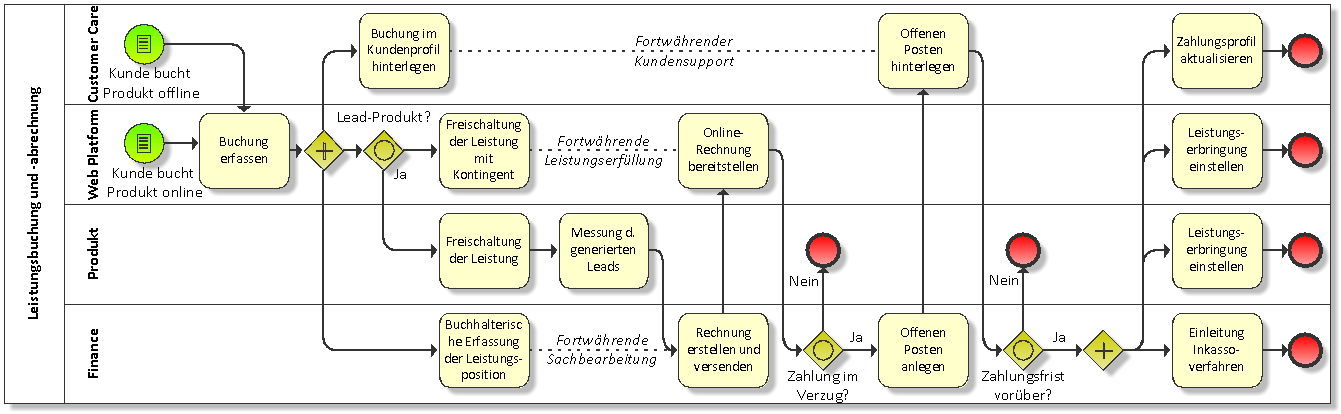 Leistungsbuchung und -abrechnung
Customer Care
Kunde bucht
Produkt offline
Buchung im
Kundenprofil
hinterlegen
Fortwährender
Kundensupport
Offenen
Posten
hinterlegen
Zahlungsprofil
aktualisieren
Web Platform
Kunde bucht
Produkt online
Buchung
erfassen
Lead-Produkt?
Ja
Freischaltung
der Leistung
mit
Kontingent
Fortwährende
Leistungserfüllung
Online-
Rechnung
bereitstellen
Leistungs-
erbringung
einstellen
Produkt
Freischaltung
der Leistung
Messung d.
generierten
Leads
Nein
Nein
Leistungs-
erbringung
einstellen
Finance
Buchhalterisc
he Erfassung
der Leistungs-
position
Fortwährende
Sachbearbeitung
Rechnung
erstellen und
versenden
Zahlung im
Verzug?
Ja
Offenen
Posten
anlegen
Zahlungsfrist
vorüber?
Ja
Einleitung
Inkasso-
verfahren